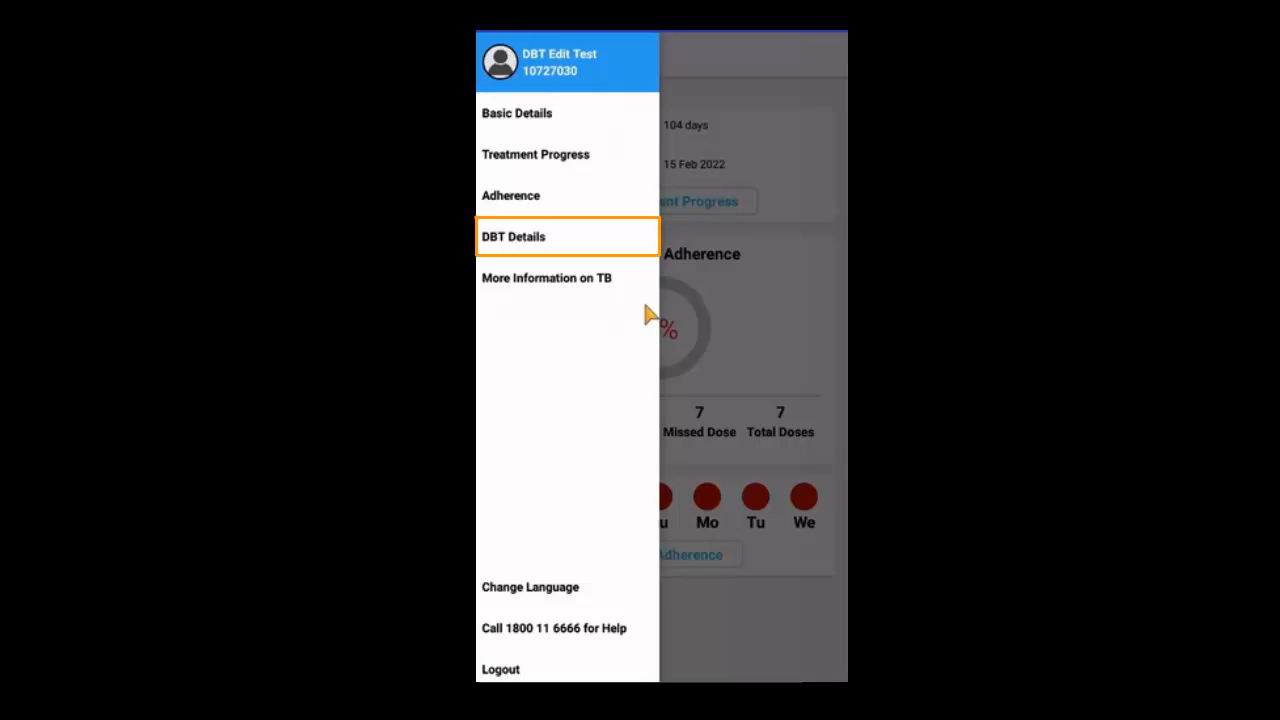 DBT Edit Test
10727030
Basic Details
Treatment Progress
Adherence
DBT Details
More Information on TB
Change Language
Call 1800 11 6666 for Help
Logout
104 days
15 Feb 2022
Progress
Adherence
%
7
Missed Dose
7
Total Doses
Mo
Tu
We
Adherence